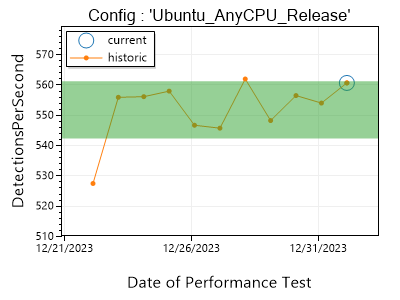 Config : 'Ubuntu_AnyCPU_Release'
current
historic
DetectionsPerSecond
570
560
550
540
530
520
510
12/21/2023
12/26/2023
12/31/2023
Date of Performance Test